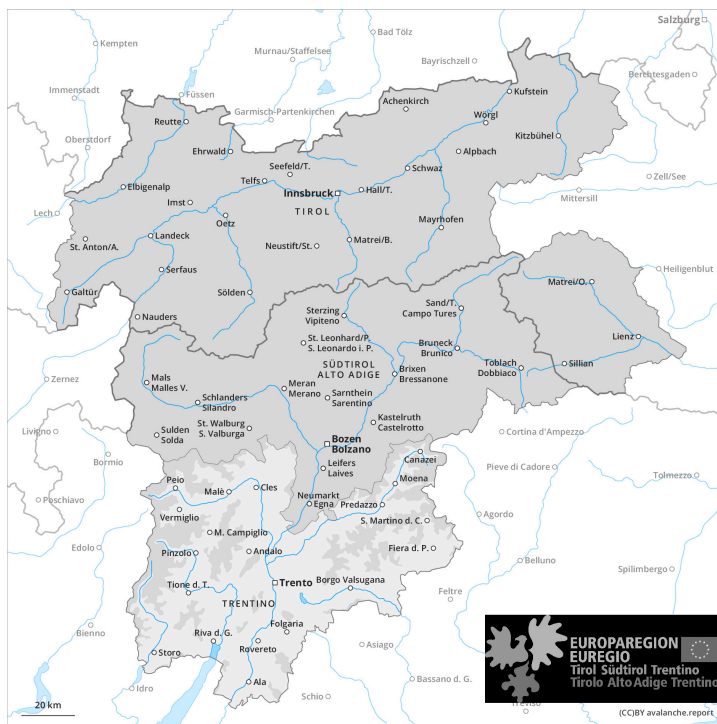 Salzburg
Kempten
Bad Tölz
Murnau/Staffelsee
Bayrischzell
Berchtesgaden
Immenstadt
Füssen
Achenkirch
Kufstein
Garmisch-Partenkirchen
Reutte
Wörgl
Oberstdorf
Ehrwald
Kitzbühel
Alpbach
Seefeld/T.
Schwaz
Telfs
Zell/See
Elbigenalp
Innsbruck
Hall/T.
Mittersill
Imst
TIROL
Lech
Oetz
Mayrhofen
Landeck
St. Anton/A.
Neustift/St.
Matrei/B.
Serfaus
Heiligenblut
Galtür
Sölden
Matrei/O.
Sand/T.
Campo Tures
Nauders
Sterzing
Vipiteno
Lienz
St. Leonhard/P.
S. Leonardo i. P.
Bruneck
Brunico
Toblach
Dobbiaco
Sillian
SÜDTIROL
ALTO ADIGE
Brixen
Bressanone
Zernez
Mals
Malles V.
Meran
Merano
Sarnthein
Sarentino
Schlanders
Silandro
St. Walburg
S. Valburga
Kastelruth
Castelrotto
Livigno
Sulden
Solda
Cortina d'Ampezzo
Bozen
Bolzano
Bormio
Canazei
Pieve di Cadore
Leifers
Laives
Tolmezzo
Peio
Malè
Cles
Moena
Poschiavo
Neumarkt
Egna
Predazzo
Vermiglio
S. Martino d. C.
Agordo
M. Campiglio
Edolo
Pinzolo
Andalo
Fiera d. P.
Belluno
Spilimbergo
Tione d. T.
Trento
Borgo Valsugana
Feltre
TRENTINO
Folgaria
Bienno
Riva d. G.
Rovereto
Asiago
Storo
Ala
Bassano d. G.
Idro
Schio
Treviso
20 km
EUROPAREGION
EUREGIO
Tirol Südtirol Trentino
Tirolo Alto Adige Trentino
(CC)BY avalanche.report